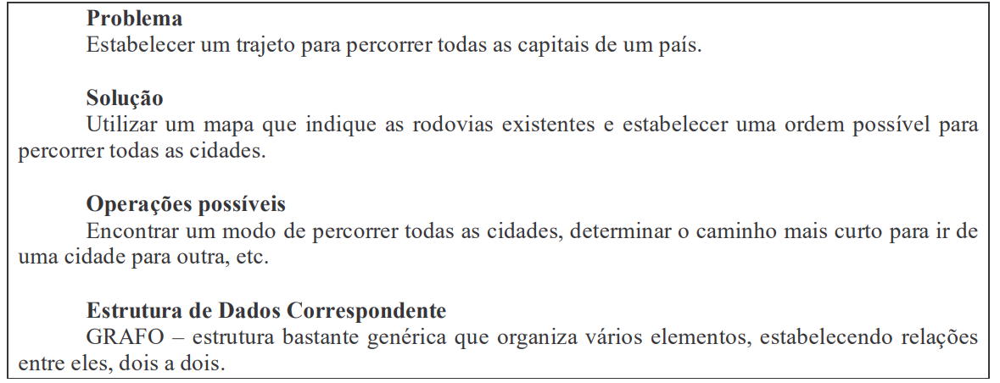 Problema
Estabelecer um trajeto para percorrer todas as capitais de um país.
Solução
Utilizar um mapa que indique as rodovias existentes e estabelecer uma ordem possível para
percorrer todas as cidades.
Operações possíveis
Encontrar um modo de percorrer todas as cidades, determinar o caminho mais curto para ir de
uma cidade para outra, etc.
Estrutura de Dados Correspondente
GRAFO – estrutura bastante genérica que organiza vários elementos, estabelecendo relações
entre eles, dois a dois.